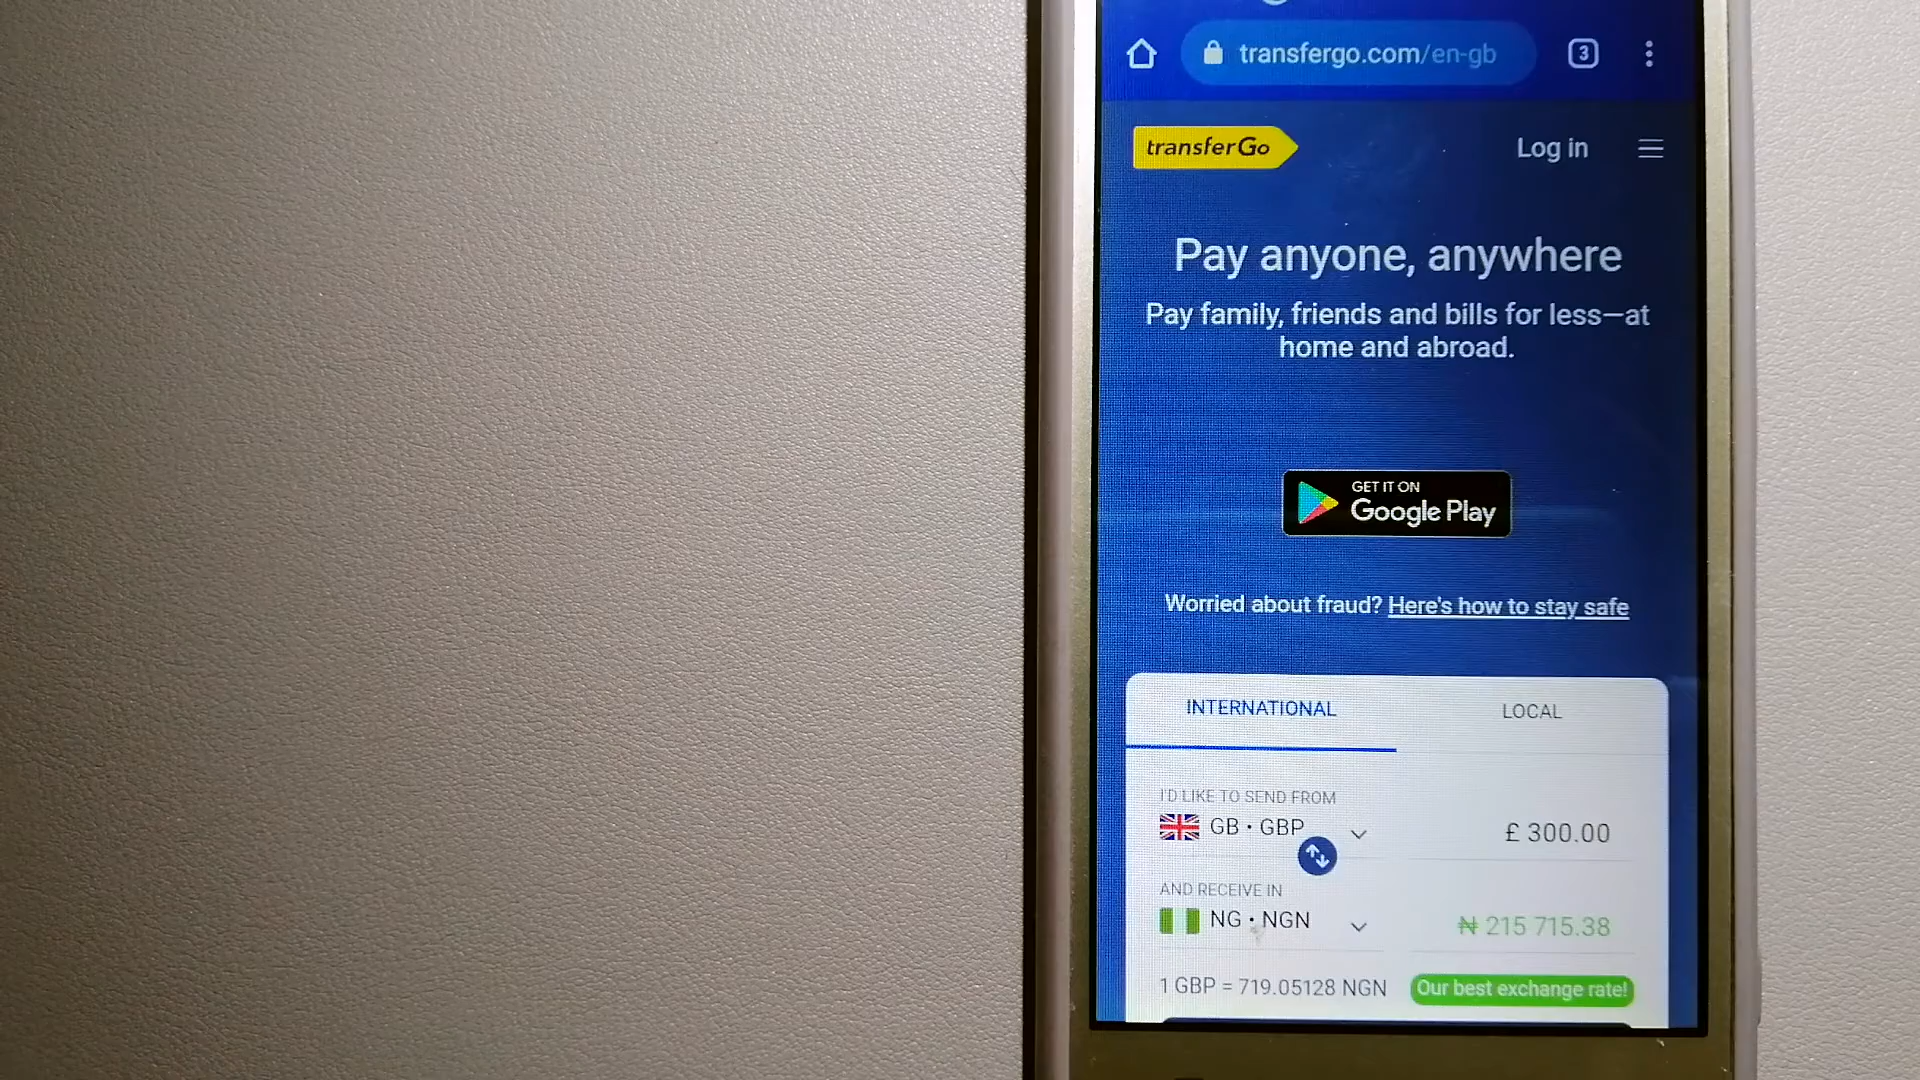 transfergo.com/en-gb
3
transferGo
Log in
Pay anyone, anywhere
Pay family, friends and bills for less—at
home and abroad.
GET IT ON
Google Play
Worried about fraud? Here's how to stay safe
INTERNATIONAL
LOCAL
I'D LIKE TO SEND FROM
GB • GBP
£ 300.00
AND RECEIVE IN
NG • NGN
₦ 215 715.38
1 GBP = 719.05128 NGN
Our best exchange rate!